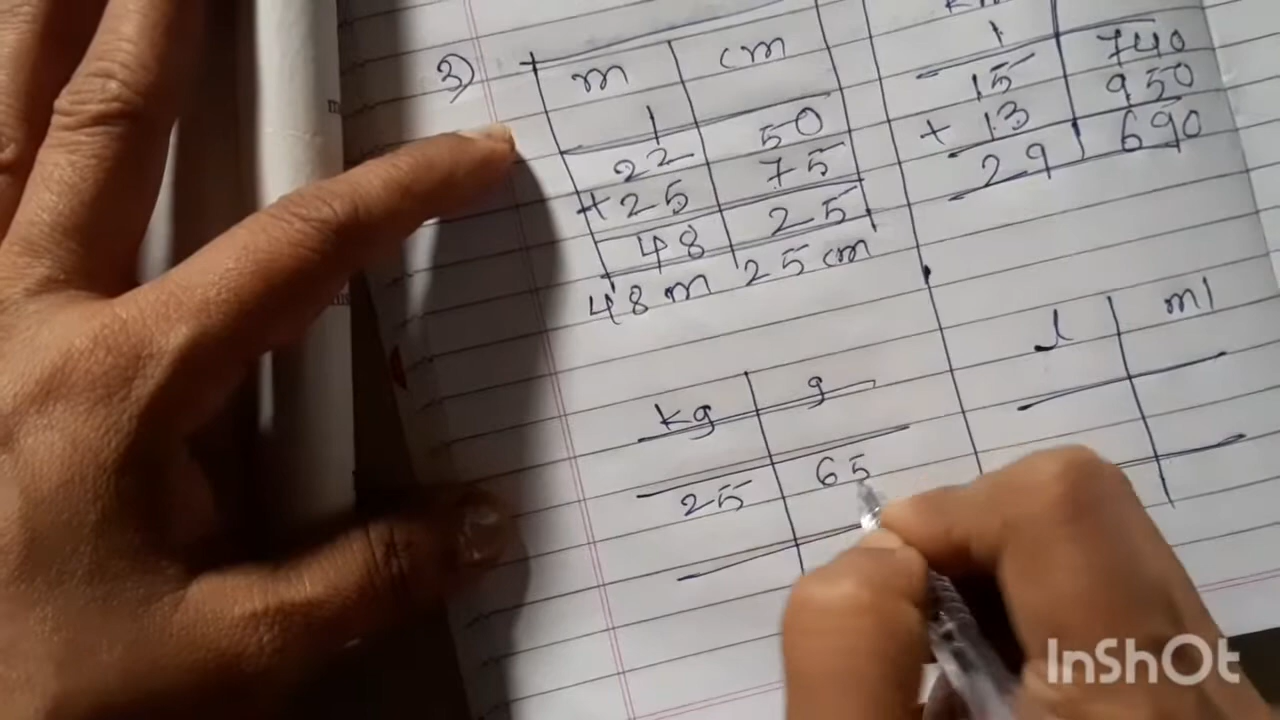 3)
m cm
1
22 50
+ 25 75
48 25
48 m 25 cm
1
15 740
+ 13 950
29 690
kg g
25 65
l ml
InShOt